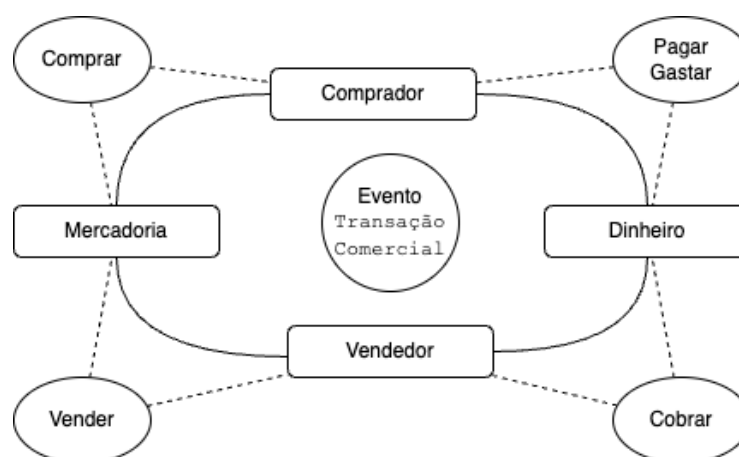 Comprar
Pagar
Gastar
Comprador
Evento
Transação
Comercial
Mercadoria
Dinheiro
Vendedor
Vender
Cobrar